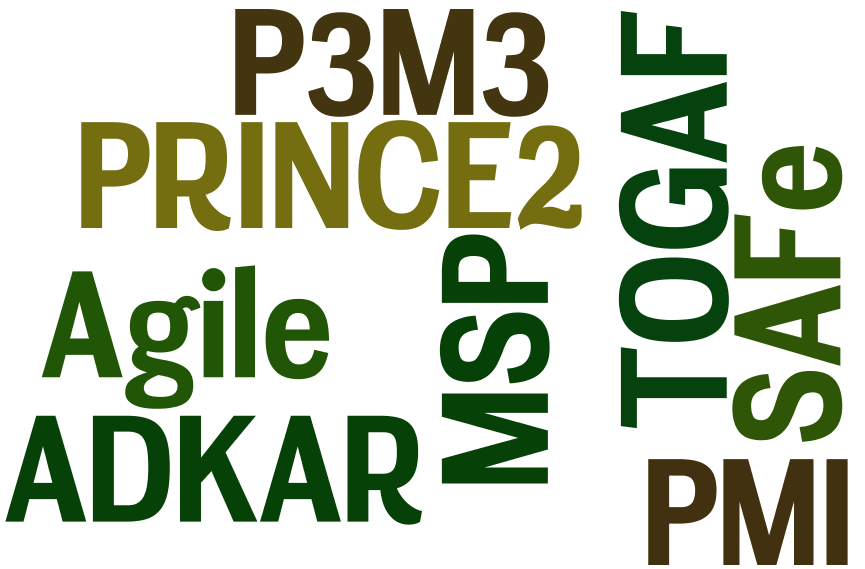 P3M3
PRINCE2
TOGAF
SAFe
MSP
Agile
ADKAR
PMI